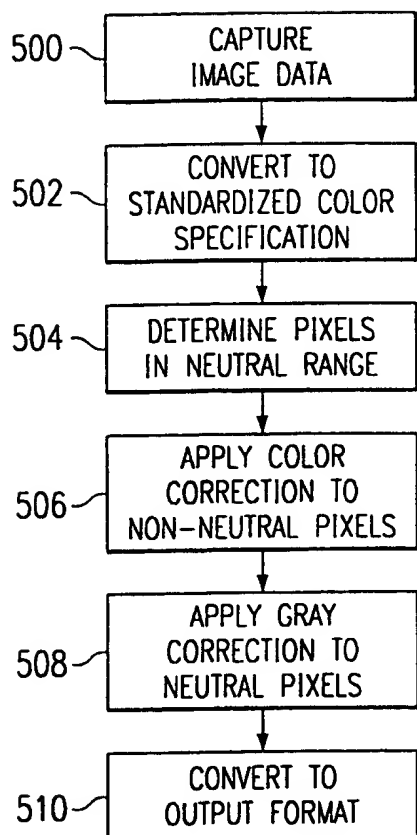 500
CAPTURE
IMAGE DATA
502
CONVERT TO
STANDARDIZED COLOR
SPECIFICATION
504
DETERMINE PIXELS
IN NEUTRAL RANGE
506
APPLY COLOR
CORRECTION TO
NON-NEUTRAL PIXELS
508
APPLY GRAY
CORRECTION TO
NEUTRAL PIXELS
510
CONVERT TO
OUTPUT FORMAT